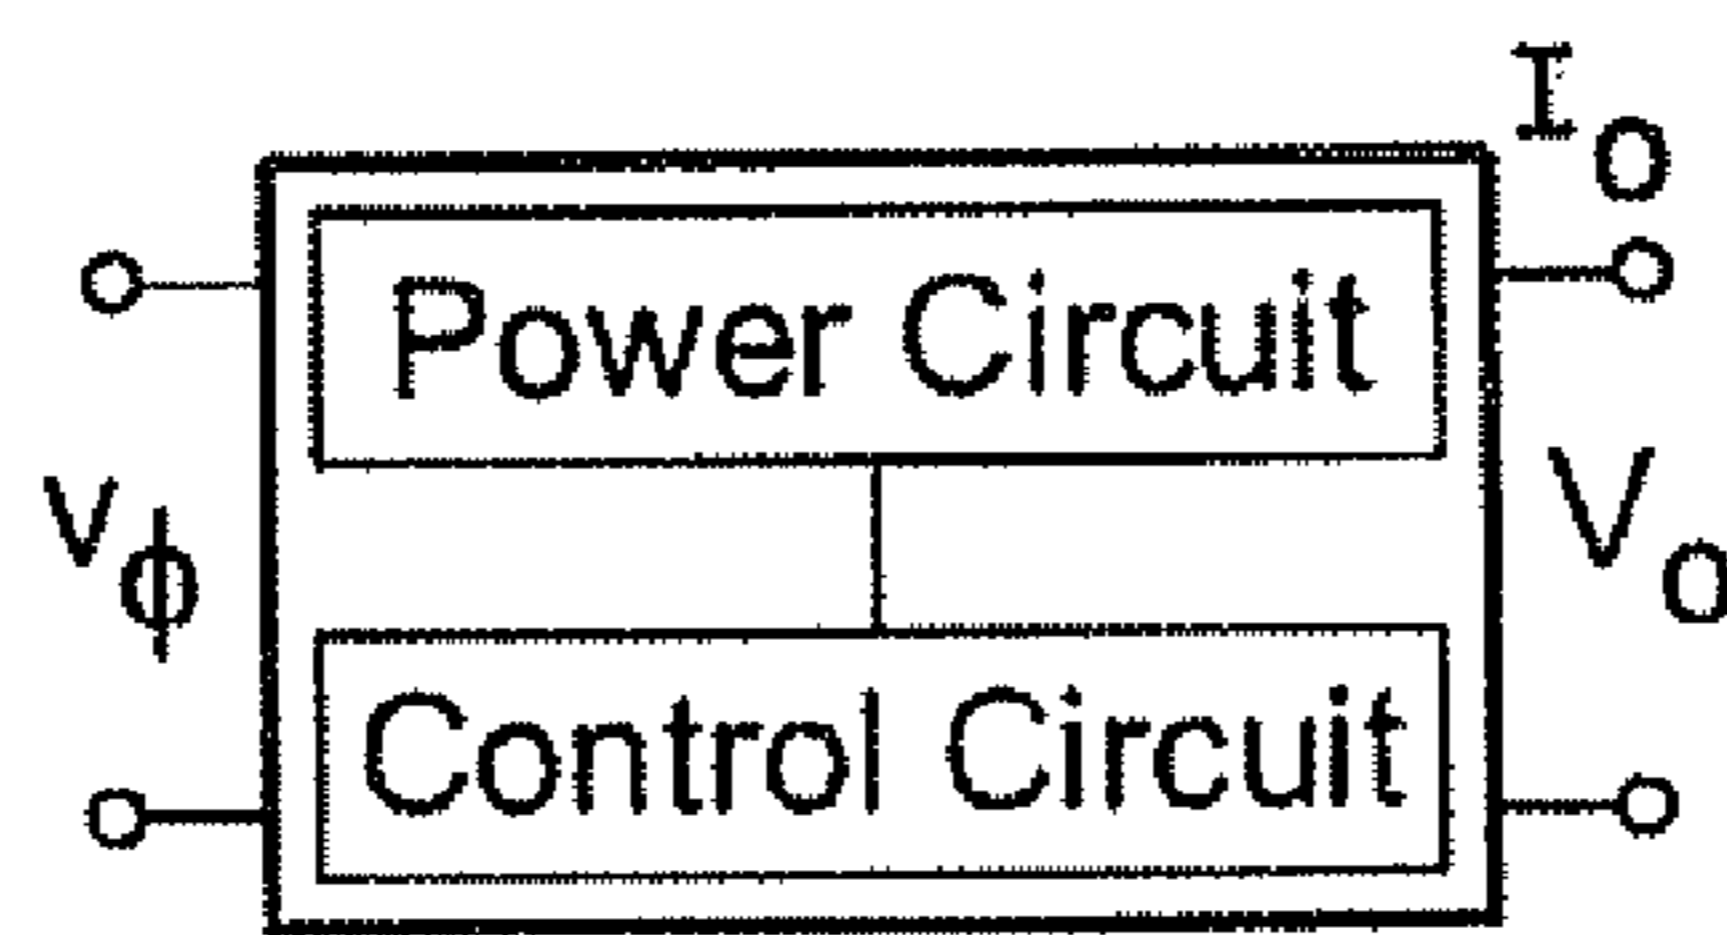 I_O
Power Circuit
v_ϕ
V_O
Control Circuit